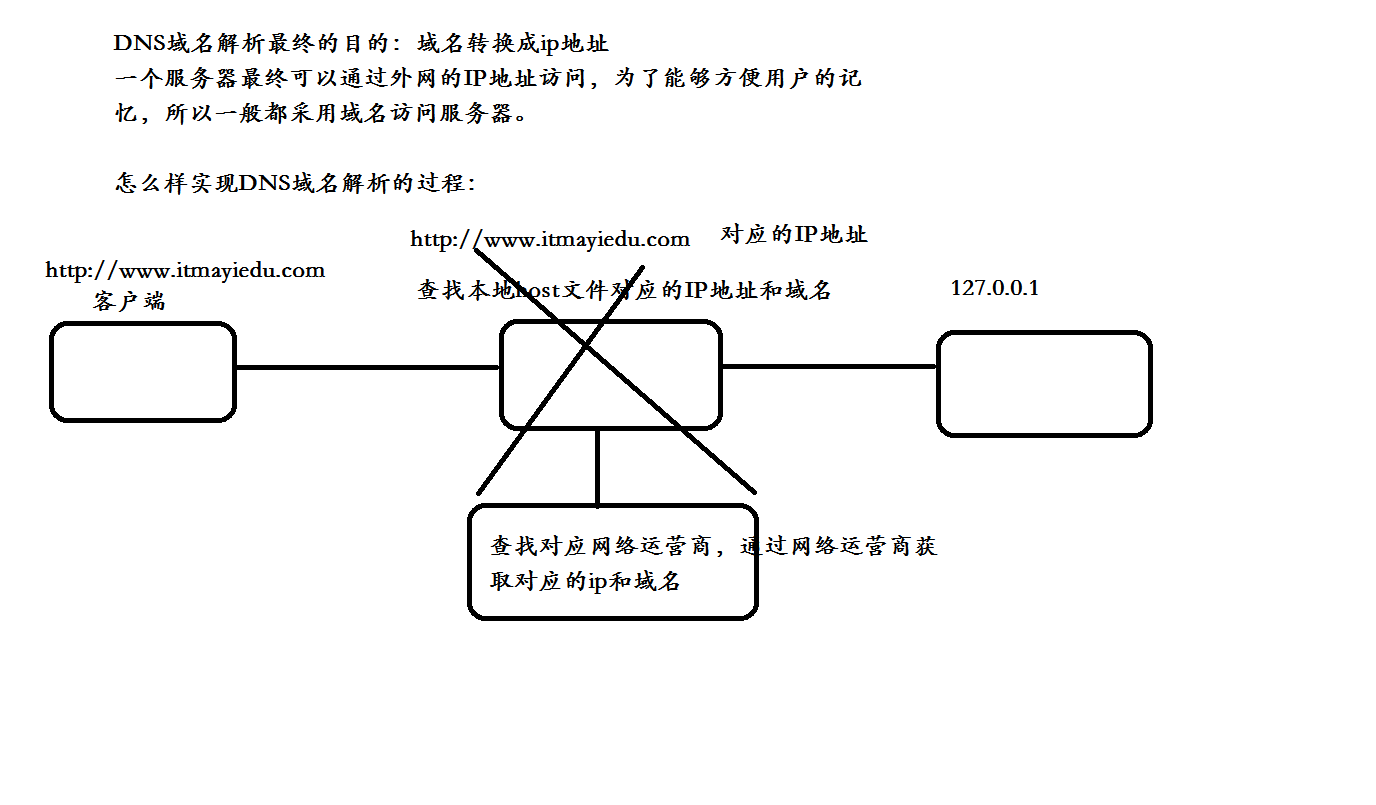 DNS域名解析最终的目的：域名转换成ip地址
一个服务器最终可以通过外网的IP地址访问，为了能够方便用户的记
忆，所以一般都采用域名访问服务器。
怎么样实现DNS域名解析的过程：
http://www.itmayiedu.com
对应的IP地址
http://www.itmayiedu.com
客户端
查找本地host文件对应的IP地址和域名
127.0.0.1
查找对应网络运营商，通过网络运营商获
取对应的ip和域名